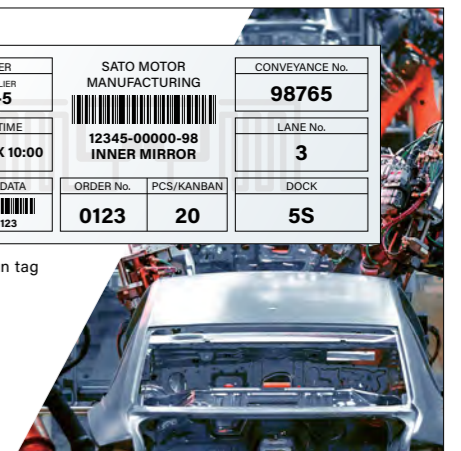 ER
SATO MOTOR
MANUFACTURING
CONVEYANCE No.
LIER
-5
98765
TIME
X 10:00
12345-00000-98
INNER MIRROR
LANE No.
3
DATA
123
ORDER No.
0123
PCS/KANBAN
20
DOCK
5S
n tag